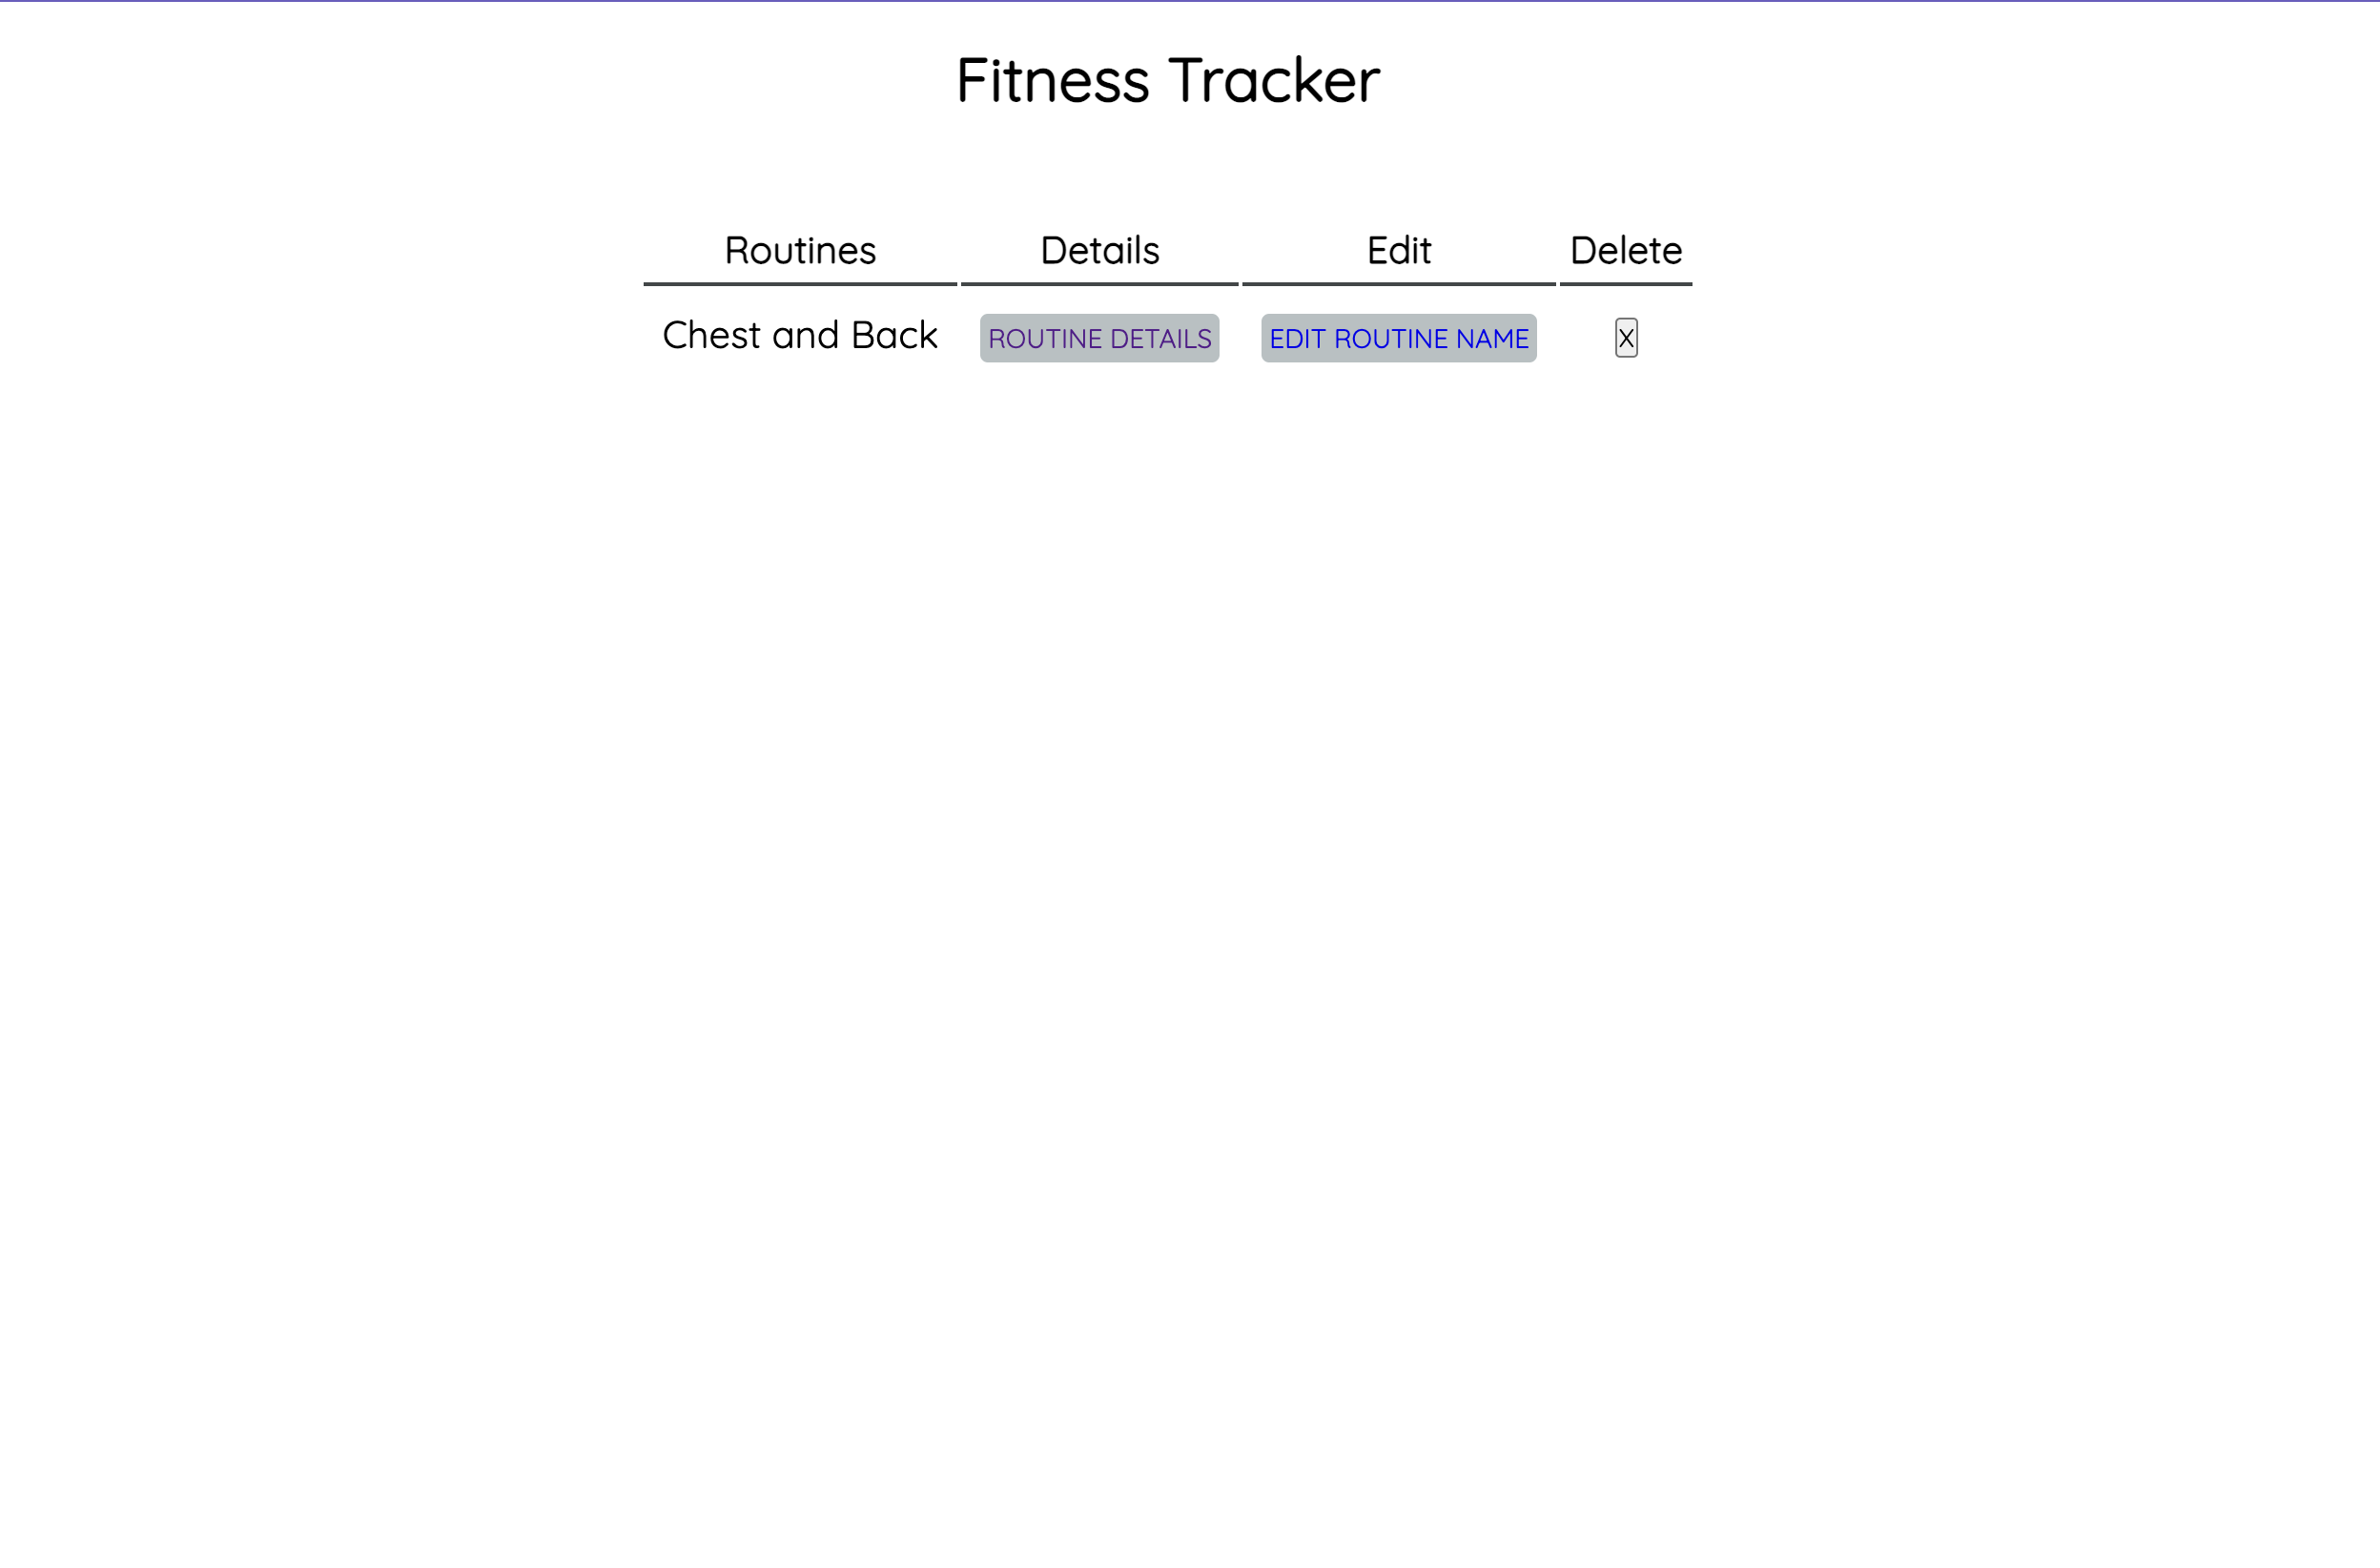 Fitness Tracker
Routines Details Edit Delete
Chest and Back ROUTINE DETAILS EDIT ROUTINE NAME X